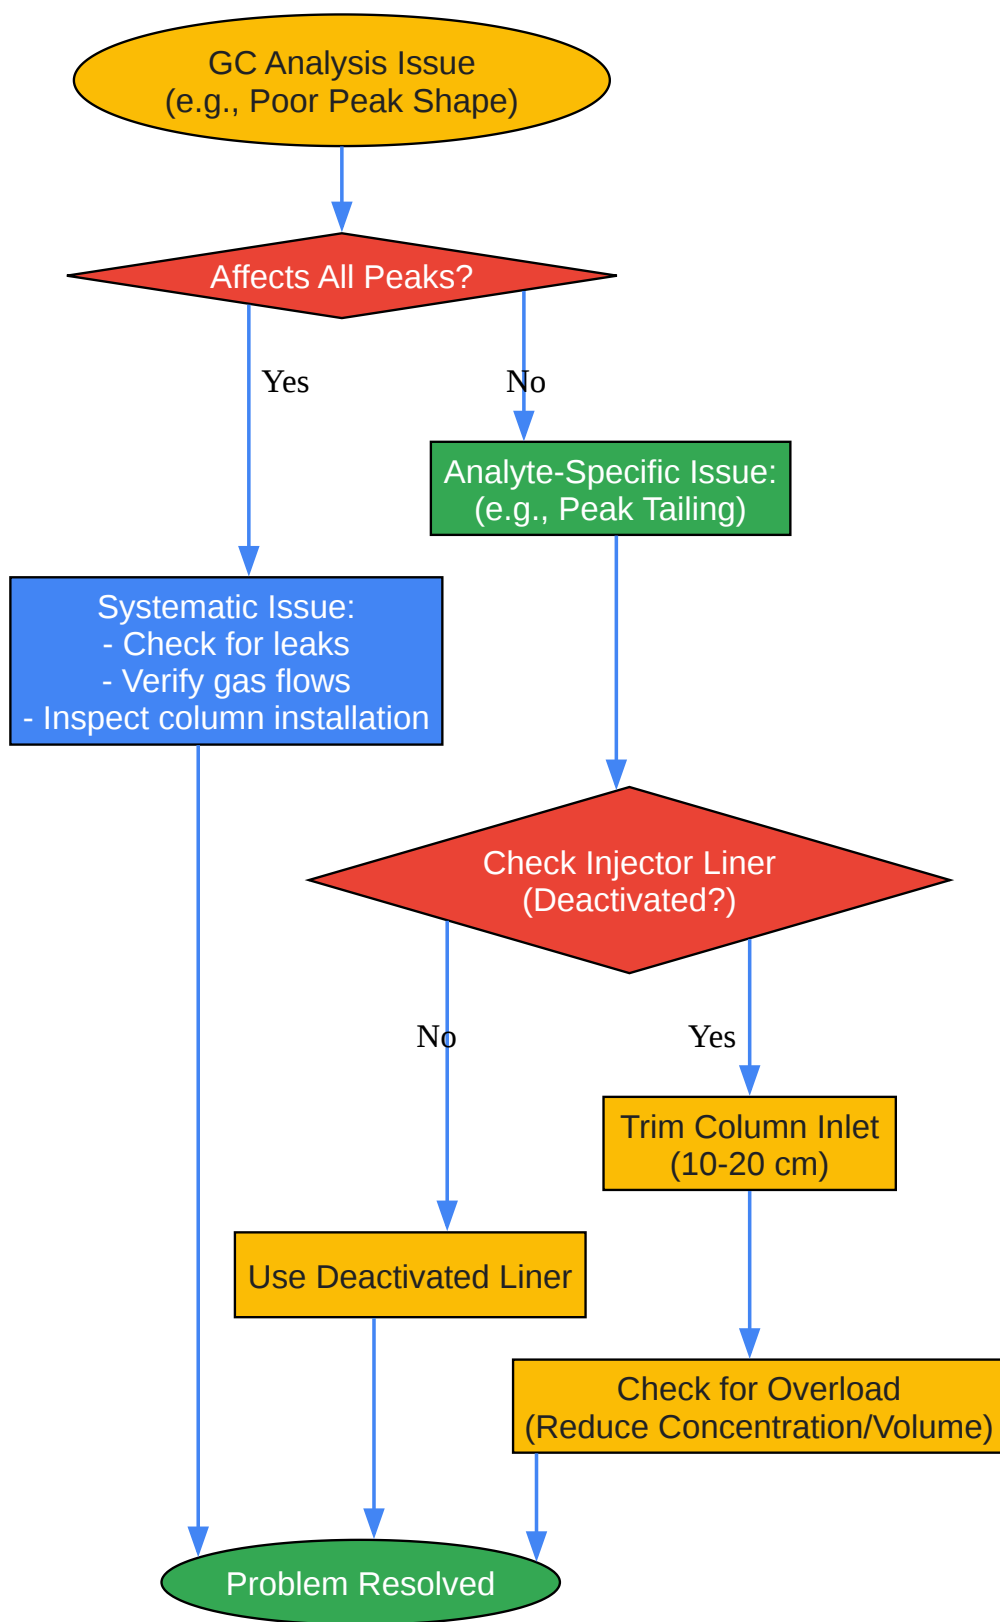 GC Analysis Issue
(e.g., Poor Peak Shape)
Affects All Peaks?
Yes
No
Analyte-Specific Issue:
(e.g., Peak Tailing)
Systematic Issue:
- Check for leaks
- Verify gas flows
- Inspect column installation
Check Injector Liner
(Deactivated?)
No
Yes
Trim Column Inlet
(10-20 cm)
Use Deactivated Liner
Check for Overload
(Reduce Concentration/Volume)
Problem Resolved